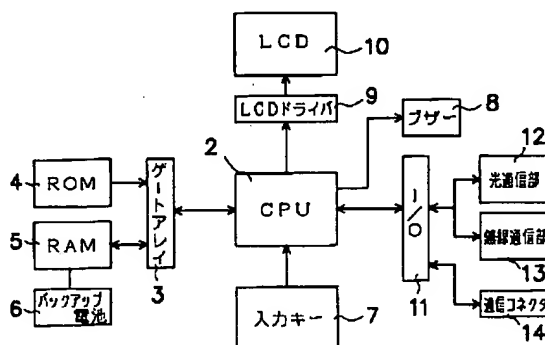 LCD
10
LCDドライバ
9
ブザー
8
2
12
4
ROM
ゲートアレイ
CPU
I/O
光通信部
5
RAM
無線通信部
3
13
6
バックアップ
電池
入力キー
7
11
通信コネクタ
14